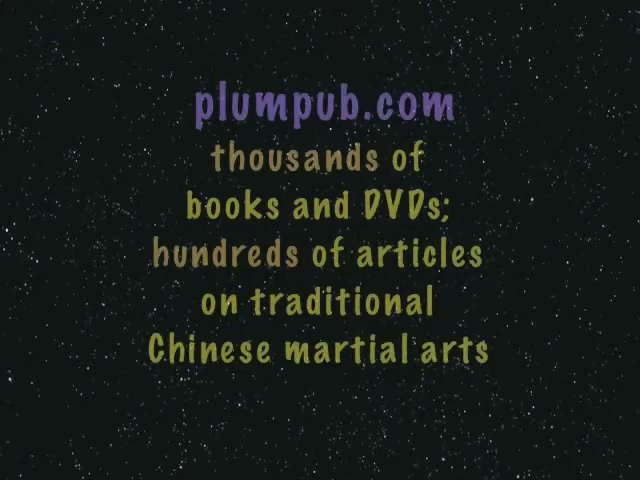 plumpub.com
thousands of
books and DVDs;
hundreds of articles
on traditional
Chinese martial arts